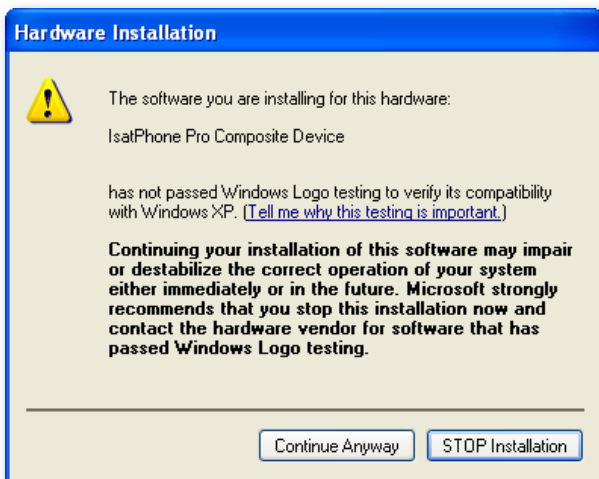 Hardware Installation
The software you are installing for this hardware:
IsatPhone Pro Composite Device
has not passed Windows Logo testing to verify its compatibility
with Windows XP. (Tell me why this testing is important.)
Continuing your installation of this software may impair
or destabilize the correct operation of your system
either immediately or in the future. Microsoft strongly
recommends that you stop this installation now and
contact the hardware vendor for software that has
passed Windows Logo testing.
Continue Anyway
STOP Installation